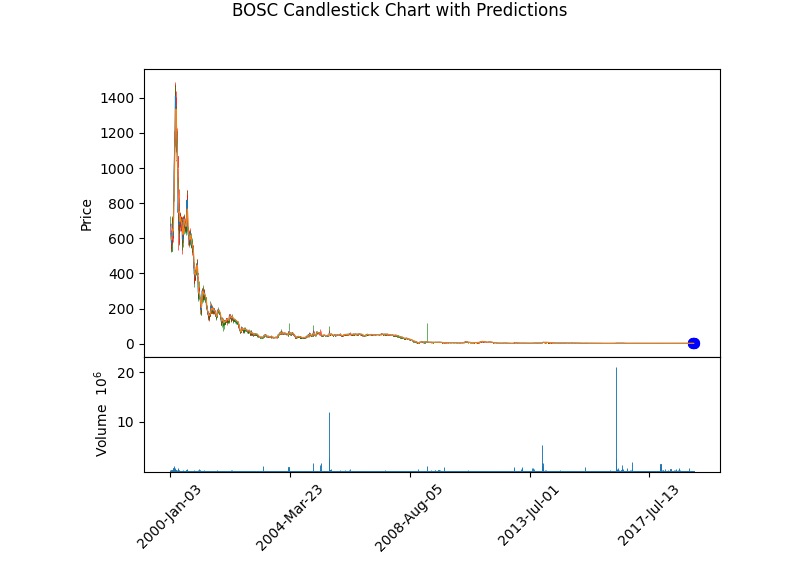 BOSC Candlestick Chart with Predictions
1400
1200
1000
800
600
400
200
0
Price
20
10
Volume 10^6
2000-Jan-03
2004-Mar-23
2008-Aug-05
2013-Jul-01
2017-Jul-13